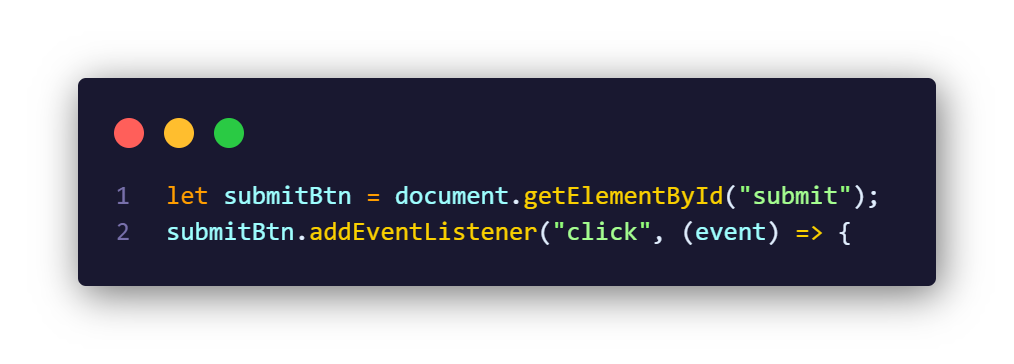 1 let submitBtn = document.getElementById("submit");
2 submitBtn.addEventListener("click", (event) => {